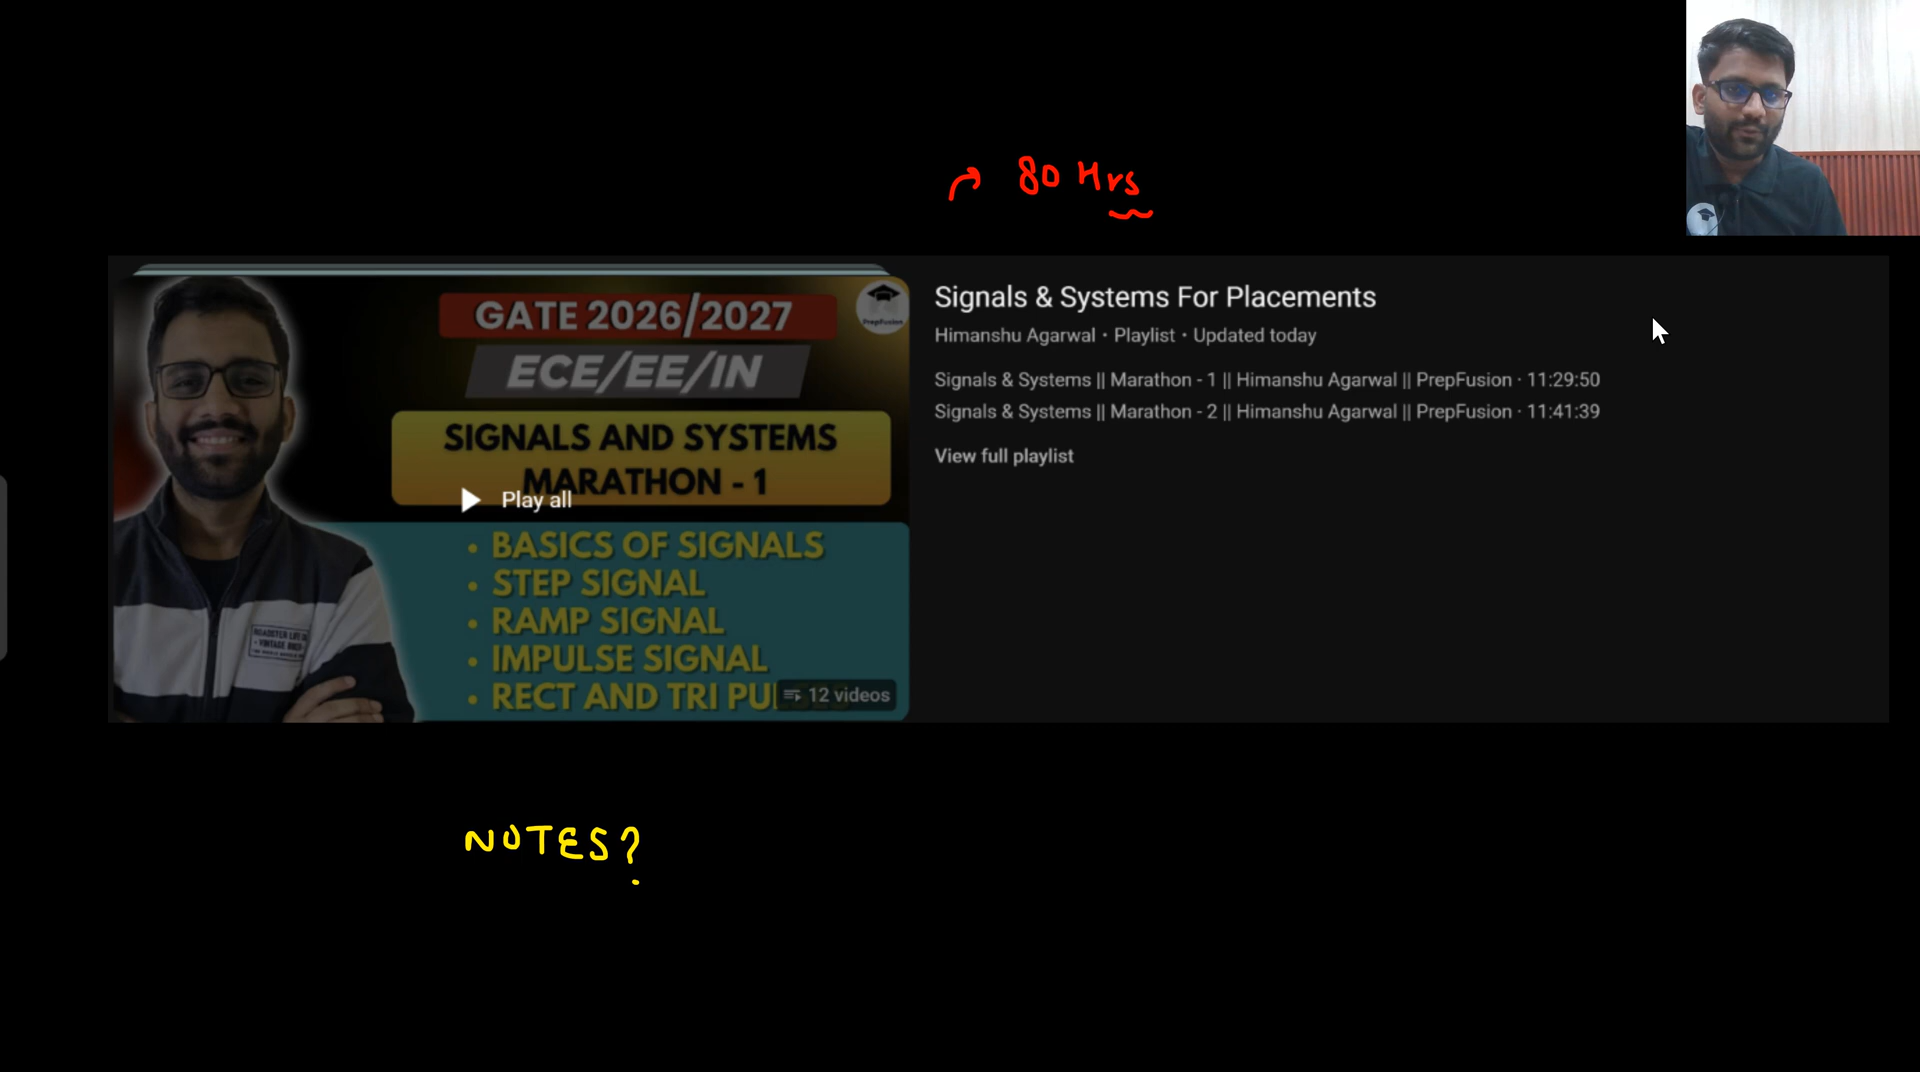 80 Hrs
GATE 2026/2027
PrepFusion
ECE/EE/IN
SIGNALS AND SYSTEMS
MARATHON - 1
Play all
• BASICS OF SIGNALS
• STEP SIGNAL
• RAMP SIGNAL
• IMPULSE SIGNAL
• RECT AND TRI
12 videos
Signals & Systems For Placements
Himanshu Agarwal • Playlist • Updated today
Signals & Systems || Marathon - 1 || Himanshu Agarwal || PrepFusion · 11:29:50
Signals & Systems || Marathon - 2 || Himanshu Agarwal || PrepFusion · 11:41:39
View full playlist
NOTES?